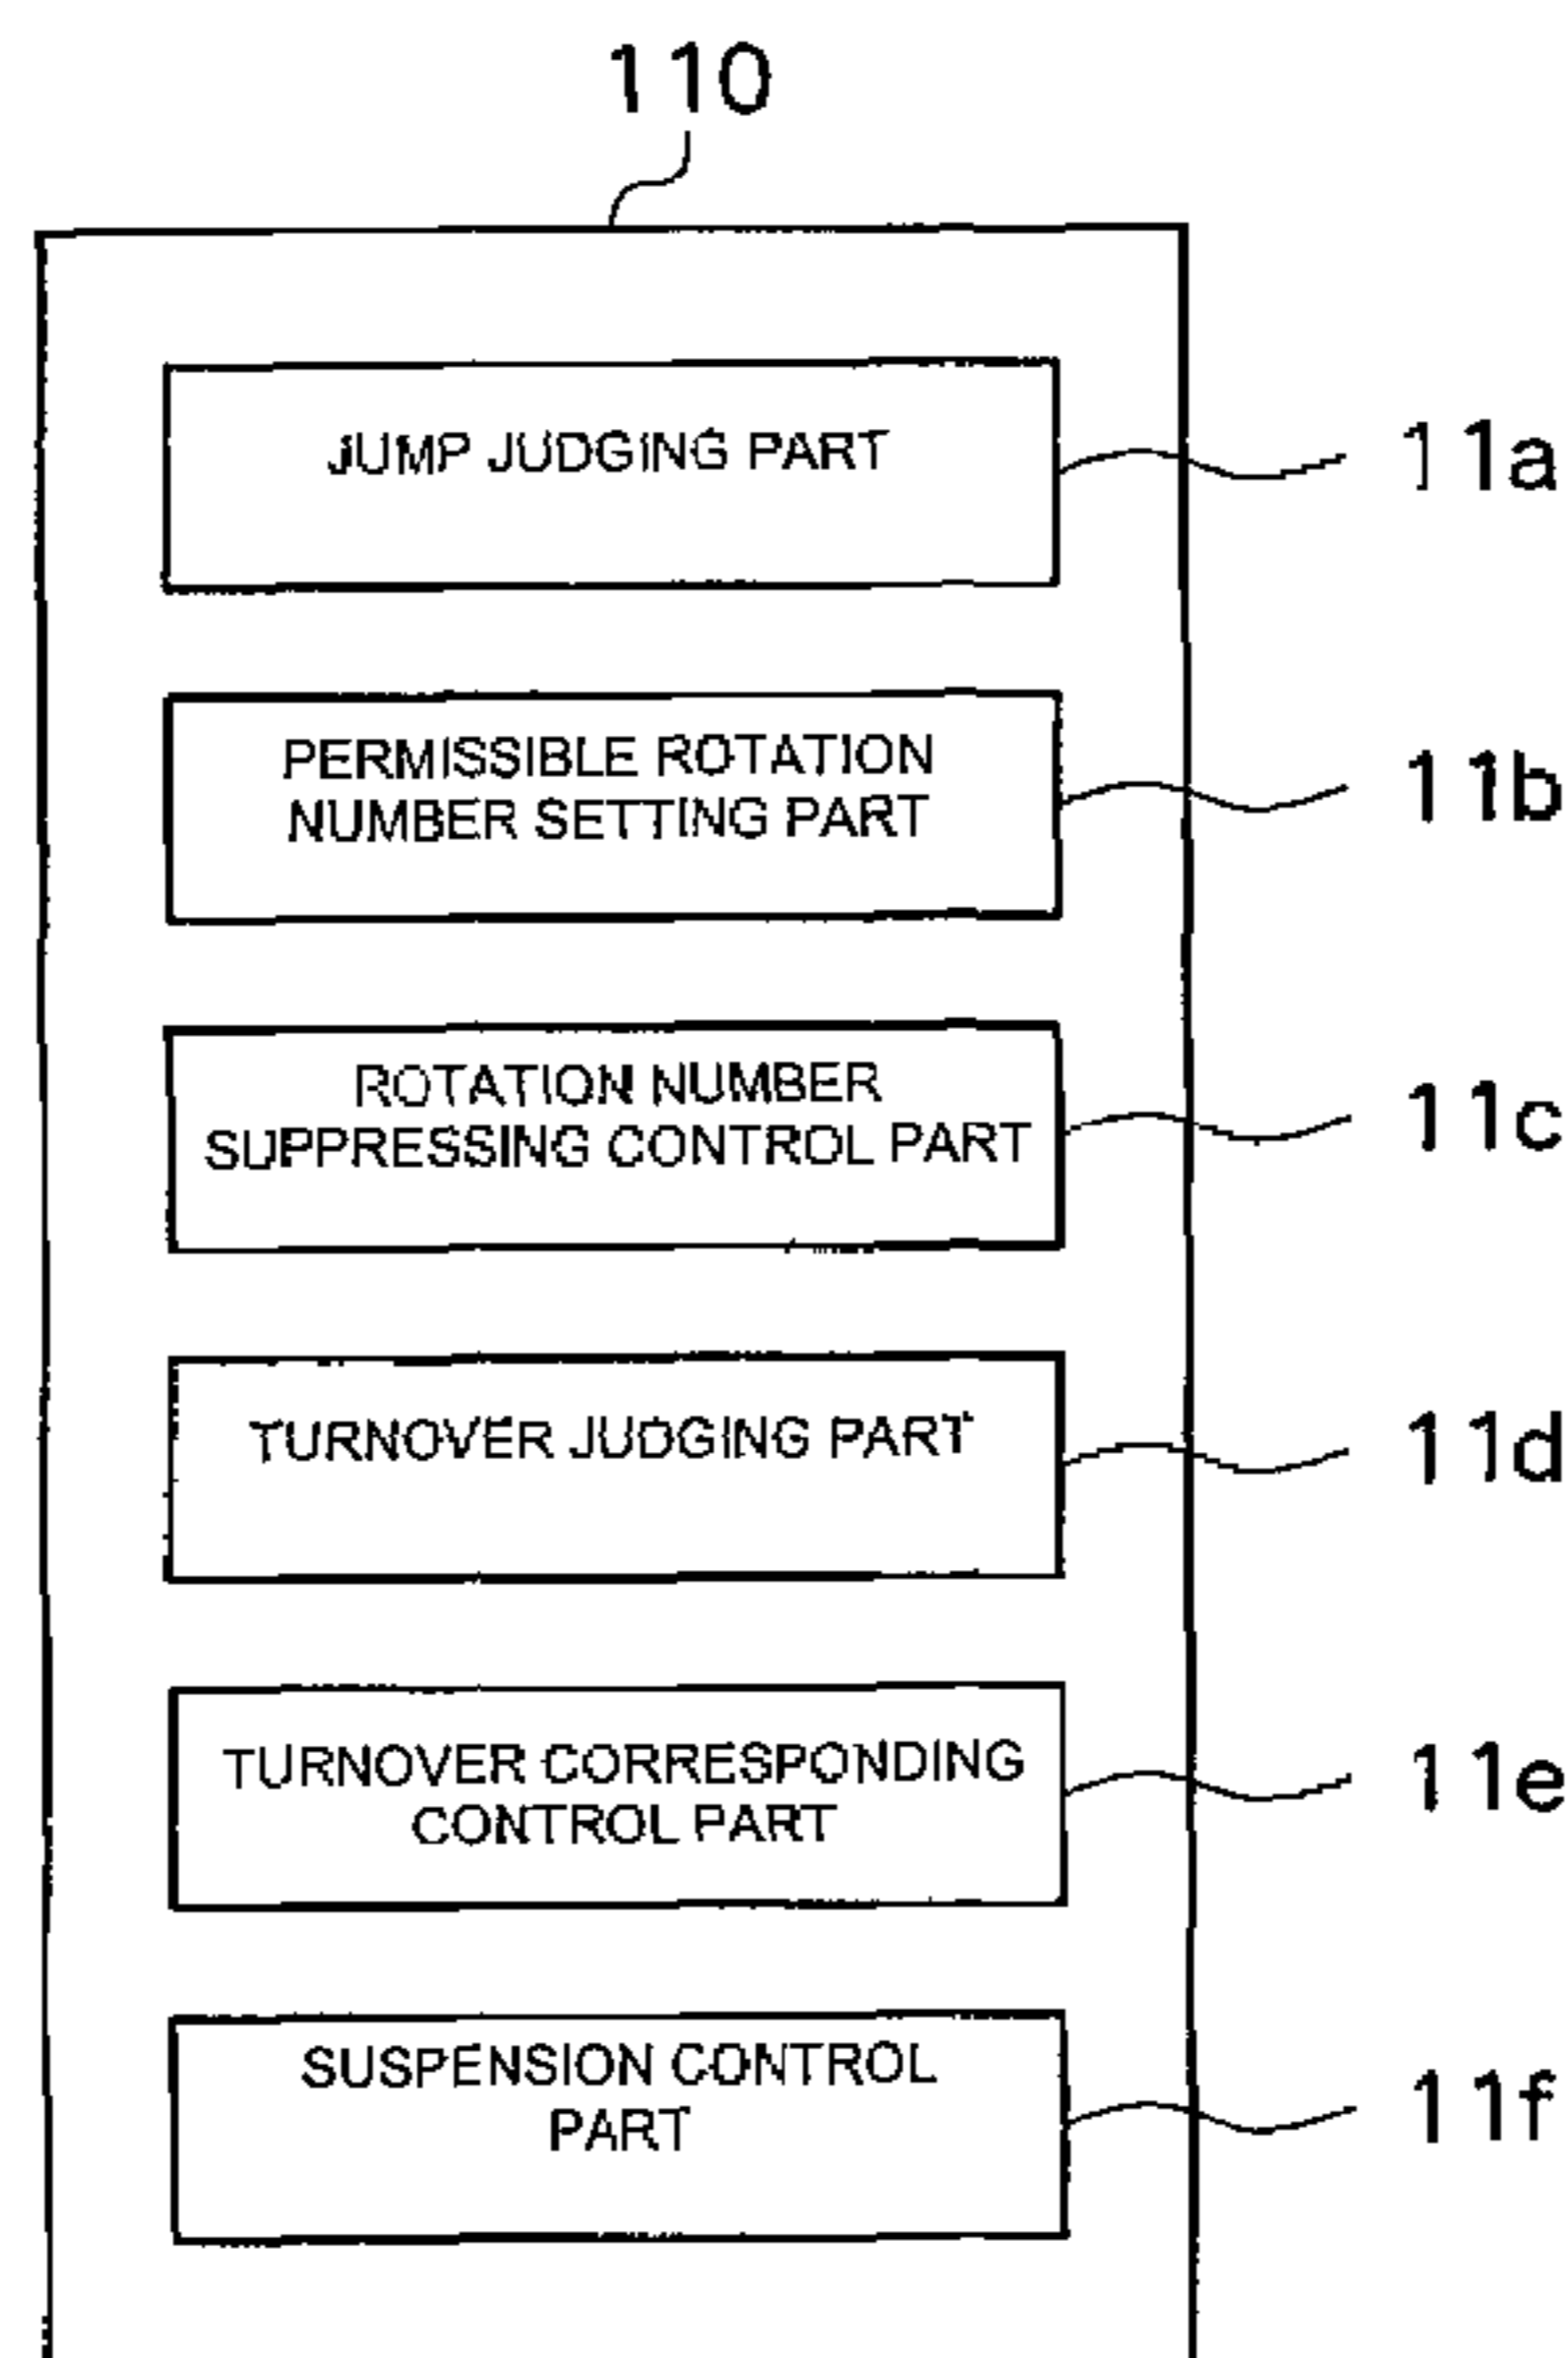 110
JUMP JUDGING PART
11a
PERMISSIBLE ROTATION
NUMBER SETTING PART
11b
ROTATION NUMBER
SUPPRESSING CONTROL PART
11c
TURNOVER JUDGING PART
11d
TURNOVER CORRESPONDING
CONTROL PART
11e
SUSPENSION CONTROL
PART
11f